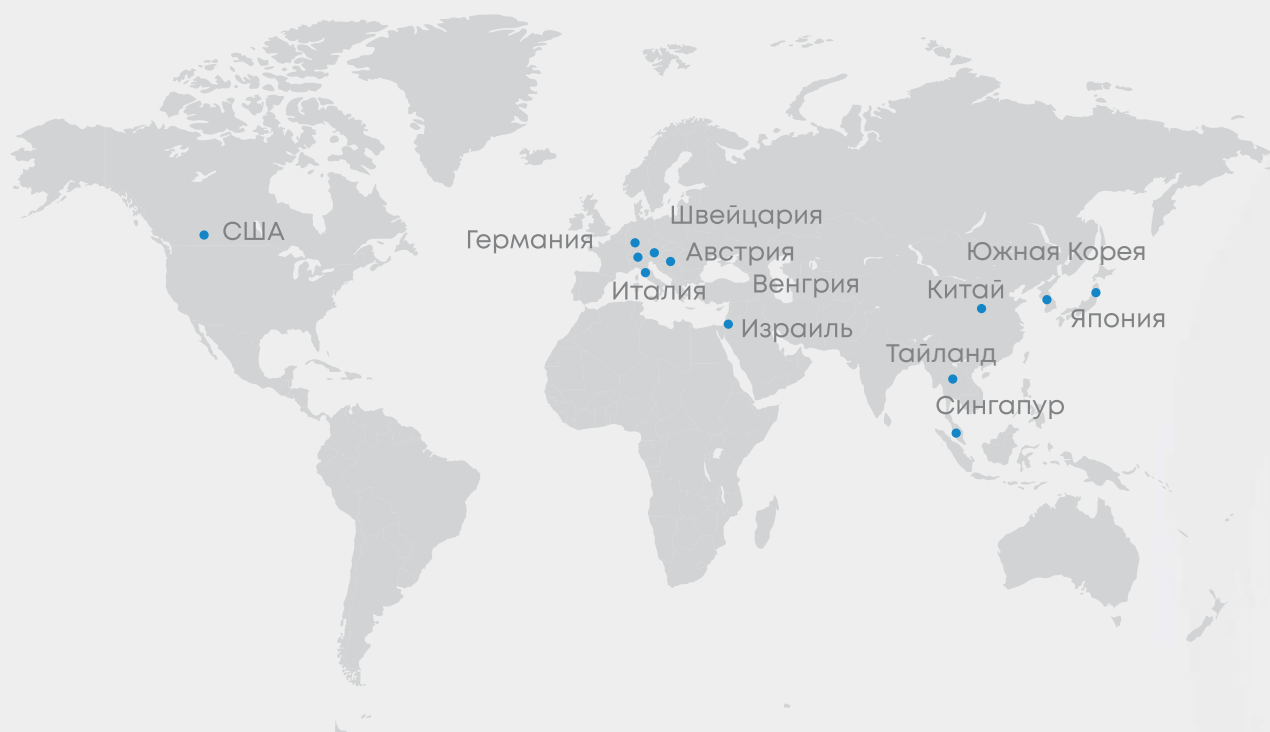 Швейцария
США
Германия
Австрия
Южная Корея
Венгрия
Италия
Китай
Япония
Израиль
Тайланд
Сингапур